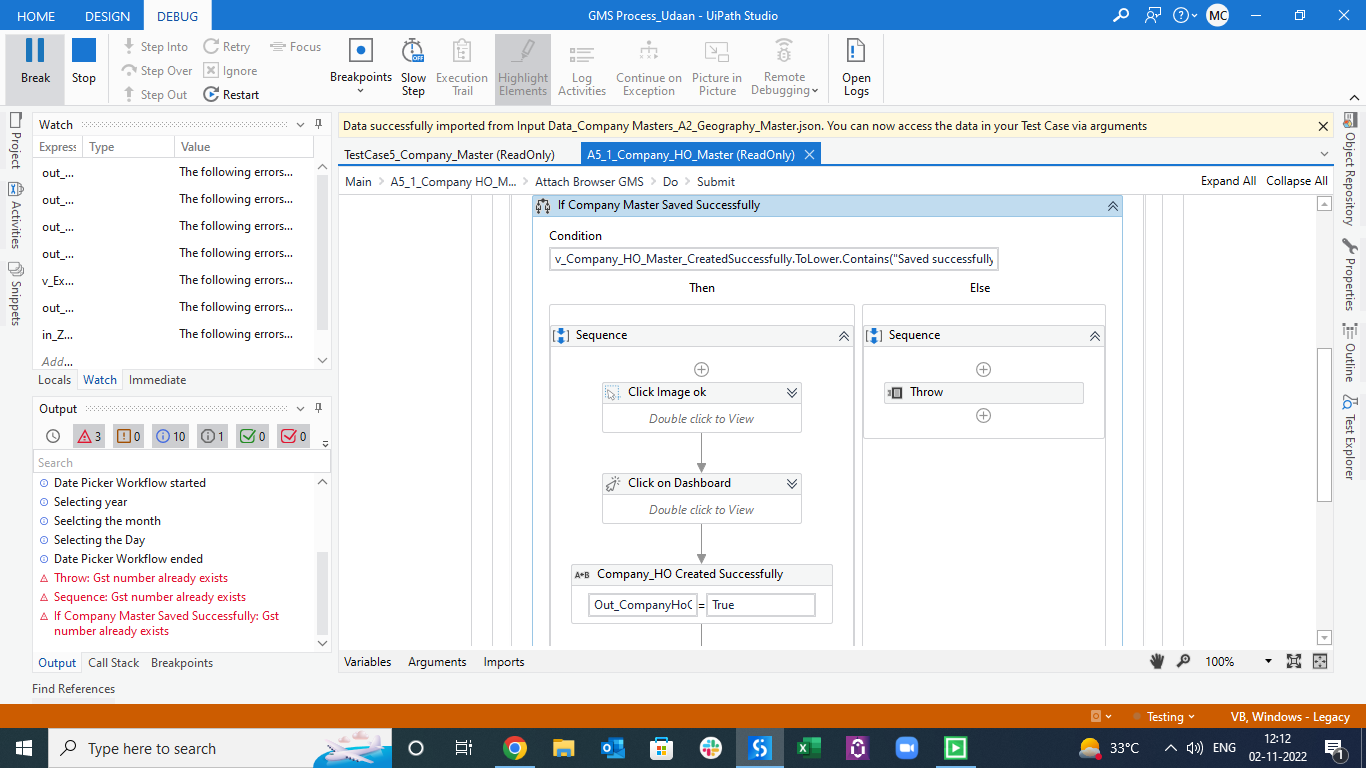 HOME DESIGN DEBUG GMS Process_Udaan - UiPath Studio MC
Break
Stop
Step Into
Step Over
Step Out
Retry
Ignore
Restart
Focus
Breakpoints
Slow
Step
Execution
Trail
Highlight
Elements
Log
Activities
Continue on
Exception
Picture in
Picture
Remote
Debugging
Open
Logs
Project
Activities
Snippets
Watch
Expres Type Value
out_... The following errors...
out_... The following errors...
out_... The following errors...
out_... The following errors...
v_Ex... The following errors...
out_... The following errors...
in_Z... The following errors...
Add...
Locals Watch Immediate
Output
3 0 10 1 0 0
Search
Date Picker Workflow started
Selecting year
Seelcting the month
Selecting the Day
Date Picker Workflow ended
Throw: Gst number already exists
Sequence: Gst number already exists
If Company Master Saved Successfully: Gst
number already exists
Output Call Stack Breakpoints
Find References
Data successfully imported from Input Data_Company Masters_A2_Geography_Master.json. You can now access the data in your Test Case via arguments
TestCase5_Company_Master (ReadOnly) A5_1_Company_HO_Master (ReadOnly)
Main A5_1_Company HO_M... Attach Browser GMS Do Submit Expand All Collapse All
If Company Master Saved Successfully
Condition
v_Company_HO_Master_CreatedSuccessfully.ToLower.Contains("Saved successfully
Then Else
Sequence Sequence
Click Image ok Throw
Double click to View
Click on Dashboard
Double click to View
A+B Company_HO Created Successfully
Out_CompanyHoC = True
Variables Arguments Imports 100%
Object Repository
Properties
Outline
Test Explorer
Testing VB, Windows - Legacy
Type here to search 33°C ENG 12:12
02-11-2022
1